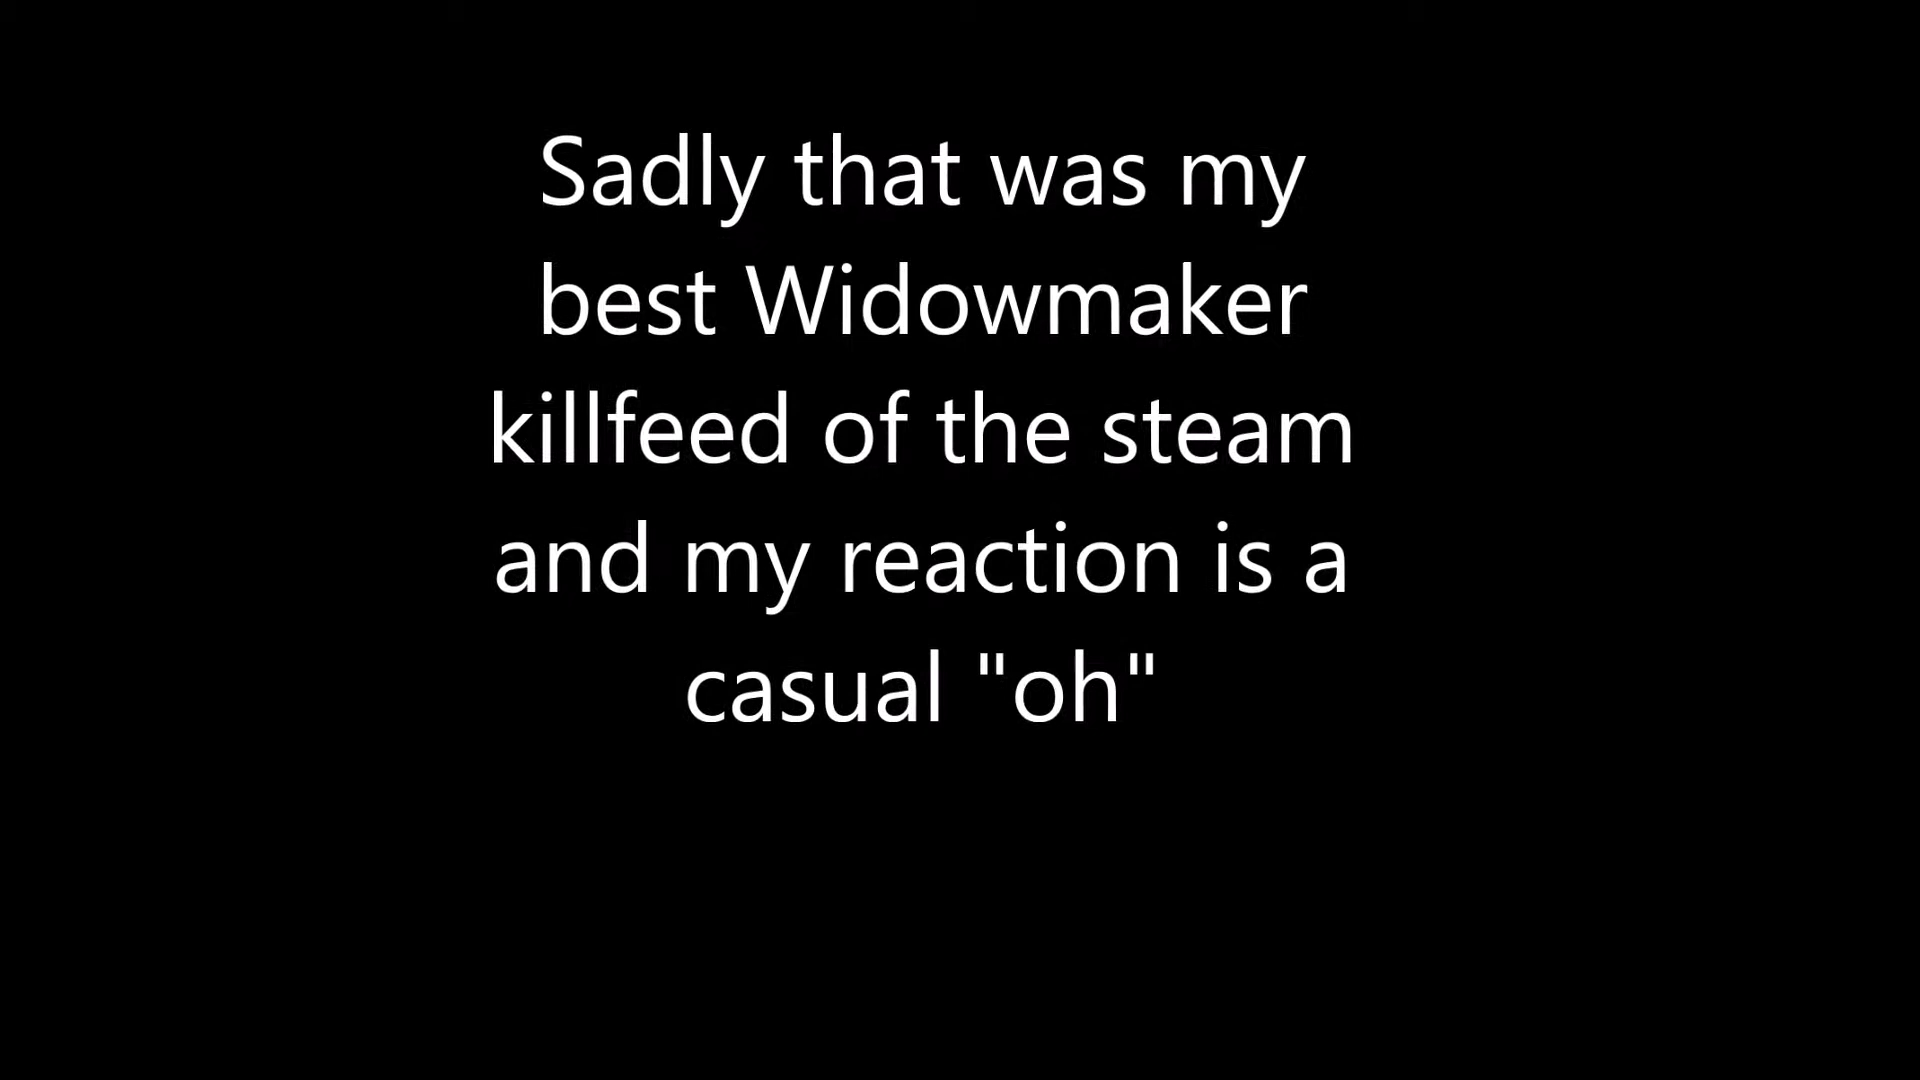 Sadly that was my
best Widowmaker
killfeed of the steam
and my reaction is a
casual "oh"